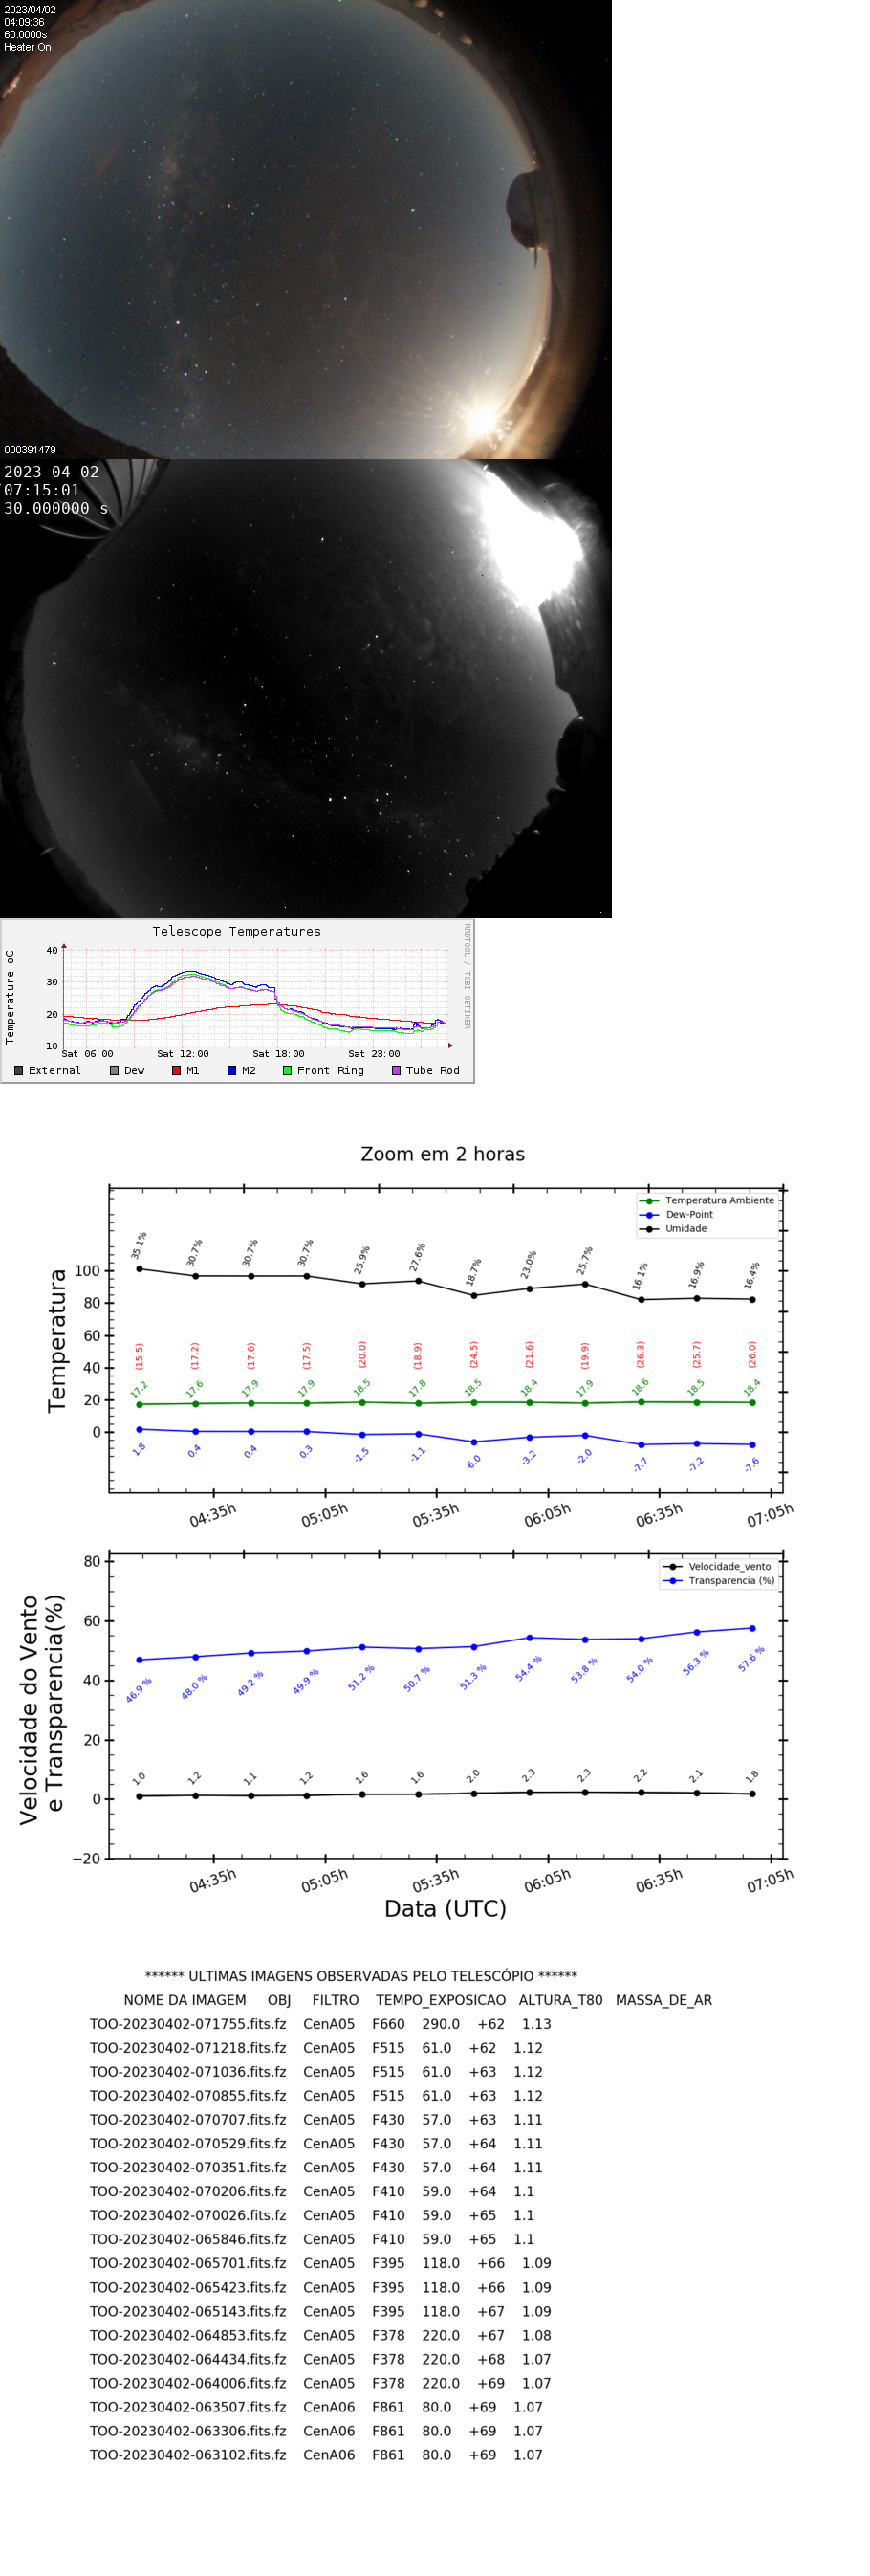 2023/04/02
04:09:36
60.0000s
Heater On
000391479
2023-04-02
07:15:01
30.000000 s
Telescope Temperatures
RRDTOOL / TOBI OETIKER
Temperature oC
40
30
20
10
Sat 06:00 Sat 12:00 Sat 18:00 Sat 23:00
External Dew M1 M2 Front Ring Tube Rod
Zoom em 2 horas
Temperatura Ambiente
Dew-Point
Umidade
Temperatura
100
80
60
40
20
0
35.1% 30.7% 30.7% 30.7% 25.9% 27.6% 18.7% 23.0% 25.7% 16.1% 16.9% 16.4%
(15.5) (17.2) (17.6) (17.5) (20.0) (18.9) (24.5) (21.6) (19.9) (26.3) (25.7) (26.0)
17.2 17.6 17.9 17.9 18.5 17.8 18.5 18.4 17.9 18.6 18.5 18.4
1.8 0.4 0.4 0.3 -1.5 -1.1 -6.0 -3.2 -2.0 -7.7 -7.2 -7.6
04:35h 05:05h 05:35h 06:05h 06:35h 07:05h
Velocidade_vento
Transparencia (%)
Velocidade do Vento
e Transparencia(%)
80
60
40
20
0
−20
46.9 % 48.0 % 49.2 % 49.9 % 51.2 % 50.7 % 51.3 % 54.4 % 53.8 % 54.0 % 56.3 % 57.6 %
1.0 1.2 1.1 1.2 1.6 1.6 2.0 2.3 2.3 2.2 2.1 1.8
04:35h 05:05h 05:35h 06:05h 06:35h 07:05h
Data (UTC)
****** ULTIMAS IMAGENS OBSERVADAS PELO TELESCÓPIO ******
NOME DA IMAGEM OBJ FILTRO TEMPO_EXPOSICAO ALTURA_T80 MASSA_DE_AR
TOO-20230402-071755.fits.fz CenA05 F660 290.0 +62 1.13
TOO-20230402-071218.fits.fz CenA05 F515 61.0 +62 1.12
TOO-20230402-071036.fits.fz CenA05 F515 61.0 +63 1.12
TOO-20230402-070855.fits.fz CenA05 F515 61.0 +63 1.12
TOO-20230402-070707.fits.fz CenA05 F430 57.0 +63 1.11
TOO-20230402-070529.fits.fz CenA05 F430 57.0 +64 1.11
TOO-20230402-070351.fits.fz CenA05 F430 57.0 +64 1.11
TOO-20230402-070206.fits.fz CenA05 F410 59.0 +64 1.1
TOO-20230402-070026.fits.fz CenA05 F410 59.0 +65 1.1
TOO-20230402-065846.fits.fz CenA05 F410 59.0 +65 1.1
TOO-20230402-065701.fits.fz CenA05 F395 118.0 +66 1.09
TOO-20230402-065423.fits.fz CenA05 F395 118.0 +66 1.09
TOO-20230402-065143.fits.fz CenA05 F395 118.0 +67 1.09
TOO-20230402-064853.fits.fz CenA05 F378 220.0 +67 1.08
TOO-20230402-064434.fits.fz CenA05 F378 220.0 +68 1.07
TOO-20230402-064006.fits.fz CenA05 F378 220.0 +69 1.07
TOO-20230402-063507.fits.fz CenA06 F861 80.0 +69 1.07
TOO-20230402-063306.fits.fz CenA06 F861 80.0 +69 1.07
TOO-20230402-063102.fits.fz CenA06 F861 80.0 +69 1.07